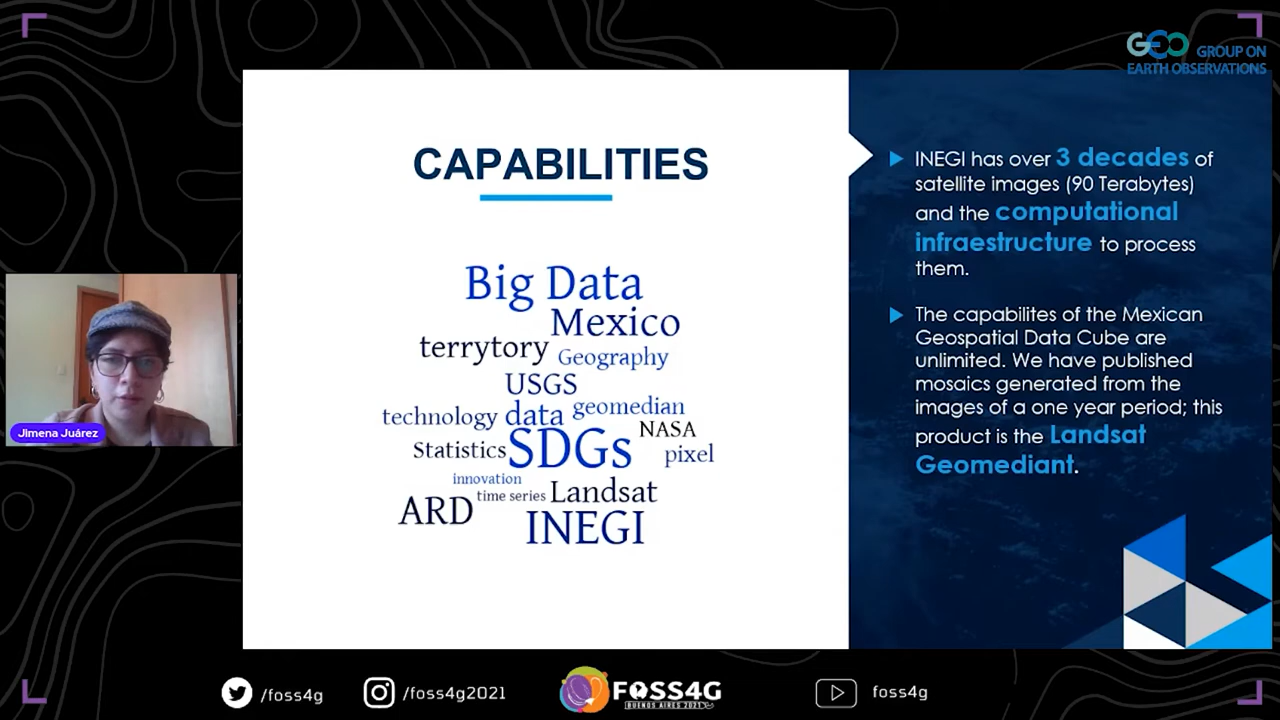 GEO GROUP ON
EARTH OBSERVATIONS
CAPABILITIES
Big Data
Mexico
terrytory Geography
USGS
technology data geomedian
NASA
Statistics SDGs pixel
innovation
time series Landsat
ARD
INEGI
INEGI has over 3 decades of
satellite images (90 Terabytes)
and the computational
infraestructure to process
them.
The capabilites of the Mexican
Geospatial Data Cube are
unlimited. We have published
mosaics generated from the
images of a one year period; this
product is the Landsat
Geomediant.
Jimena Juárez
/foss4g
/foss4g2021
FOSS4G
BUENOS AIRES 2021
foss4g